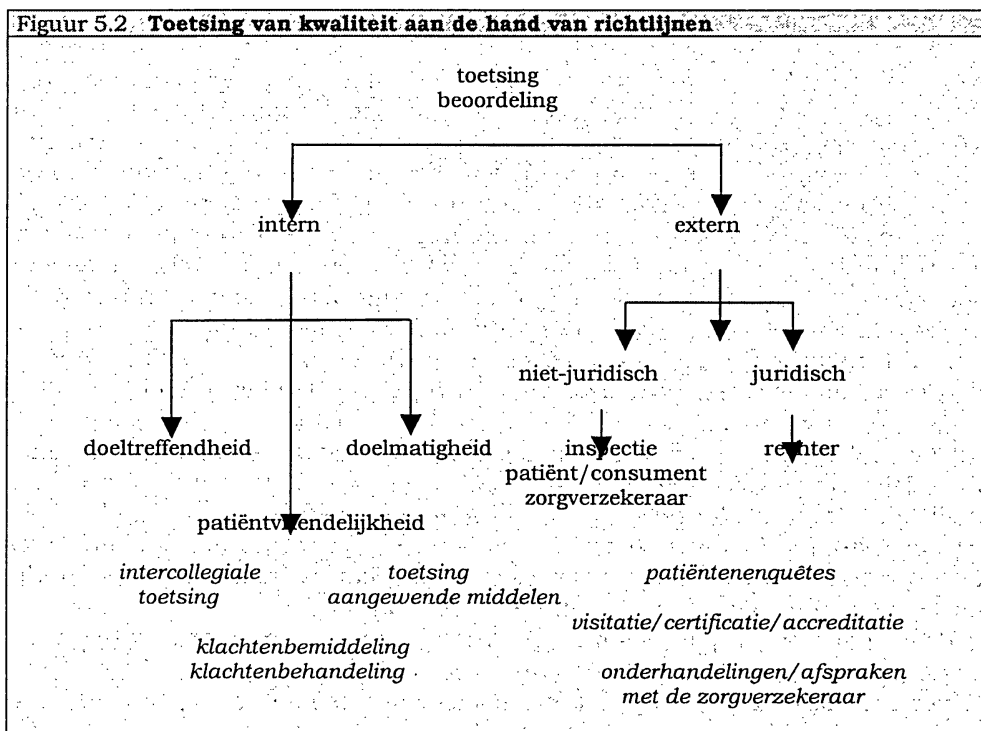 Figuur 5.2 Toetsing van kwaliteit aan de hand van richtlijnen
toetsing
beoordeling
intern
extern
niet-juridisch
juridisch
doeltreffendheid
doelmatigheid
inspectie
rechter
patiënt/consument
zorgverzekeraar
patiëntvriendelijkheid
intercollegiale
toetsing
toetsing
aangewende middelen
patiëntenenquêtes
visitatie/certificatie/accreditatie
klachtenbemiddeling
klachtenbehandeling
onderhandelingen/afspraken
met de zorgverzekeraar